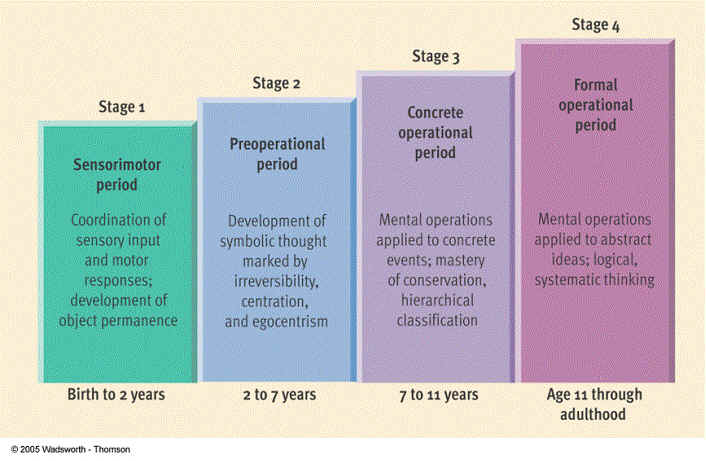 Stage 1
Sensorimotor
period
Coordination of
sensory input
and motor
responses;
development of
object permanence
Birth to 2 years
Stage 2
Preoperational
period
Development of
symbolic thought
marked by
irreversibility,
centration,
and egocentrism
2 to 7 years
Stage 3
Concrete
operational
period
Mental operations
applied to concrete
events; mastery
of conservation,
hierarchical
classification
7 to 11 years
Stage 4
Formal
operational
period
Mental operations
applied to abstract
ideas; logical,
systematic thinking
Age 11 through
adulthood
© 2005 Wadsworth - Thomson